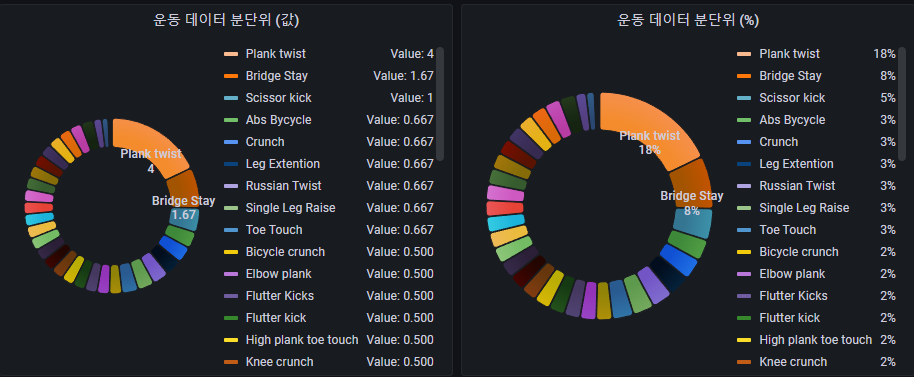 운동 데이터 분단위 (값)
Plank twist Value: 4
Bridge Stay Value: 1.67
Scissor kick Value: 1
Abs Bycycle Value: 0.667
Crunch Value: 0.667
Leg Extention Value: 0.667
Russian Twist Value: 0.667
Single Leg Raise Value: 0.667
Toe Touch Value: 0.667
Bicycle crunch Value: 0.500
Elbow plank Value: 0.500
Flutter Kicks Value: 0.500
Flutter kick Value: 0.500
High plank toe touch Value: 0.500
Knee crunch Value: 0.500
Plank twist
4
Bridge Stay
1.67
운동 데이터 분단위 (%)
Plank twist 18%
Bridge Stay 8%
Scissor kick 5%
Abs Bycycle 3%
Crunch 3%
Leg Extention 3%
Russian Twist 3%
Single Leg Raise 3%
Toe Touch 3%
Bicycle crunch 2%
Elbow plank 2%
Flutter Kicks 2%
Flutter kick 2%
High plank toe touch 2%
Knee crunch 2%
Plank twist
18%
Bridge Stay
8%